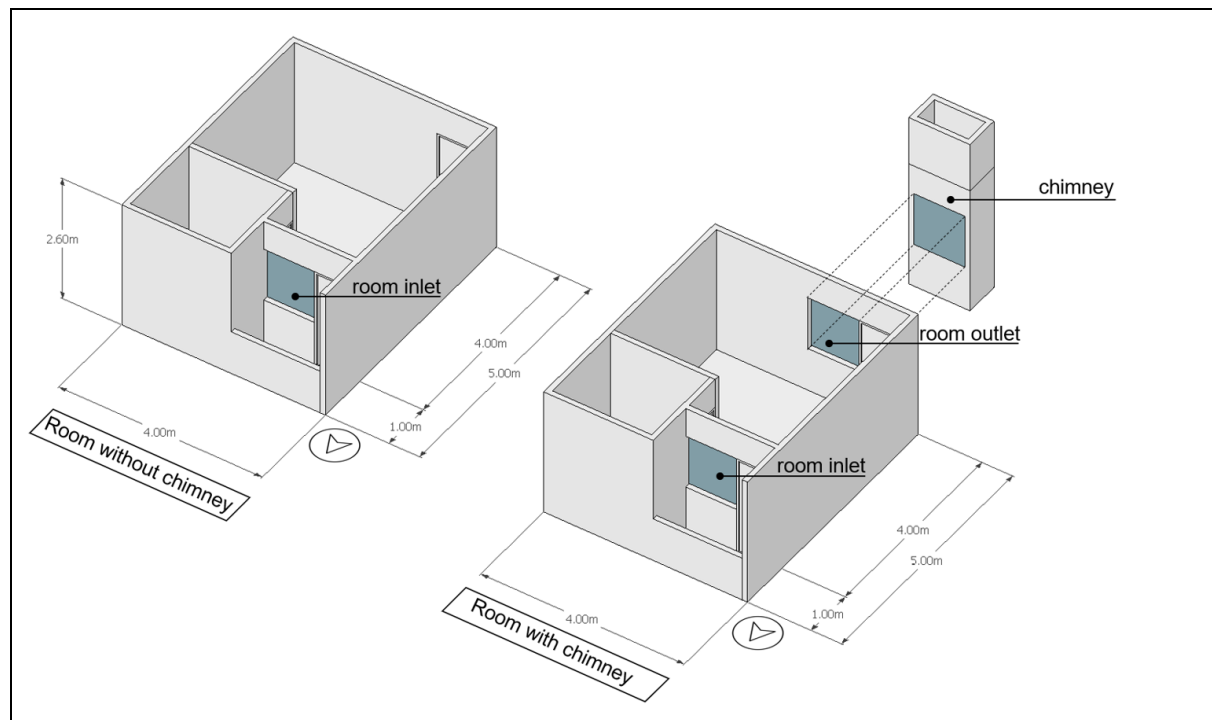 chimney
2.60m
room inlet
room outlet
4.00m
5.00m
1.00m
4.00m
Room without chimney
room inlet
4.00m
5.00m
1.00m
4.00m
Room with chimney